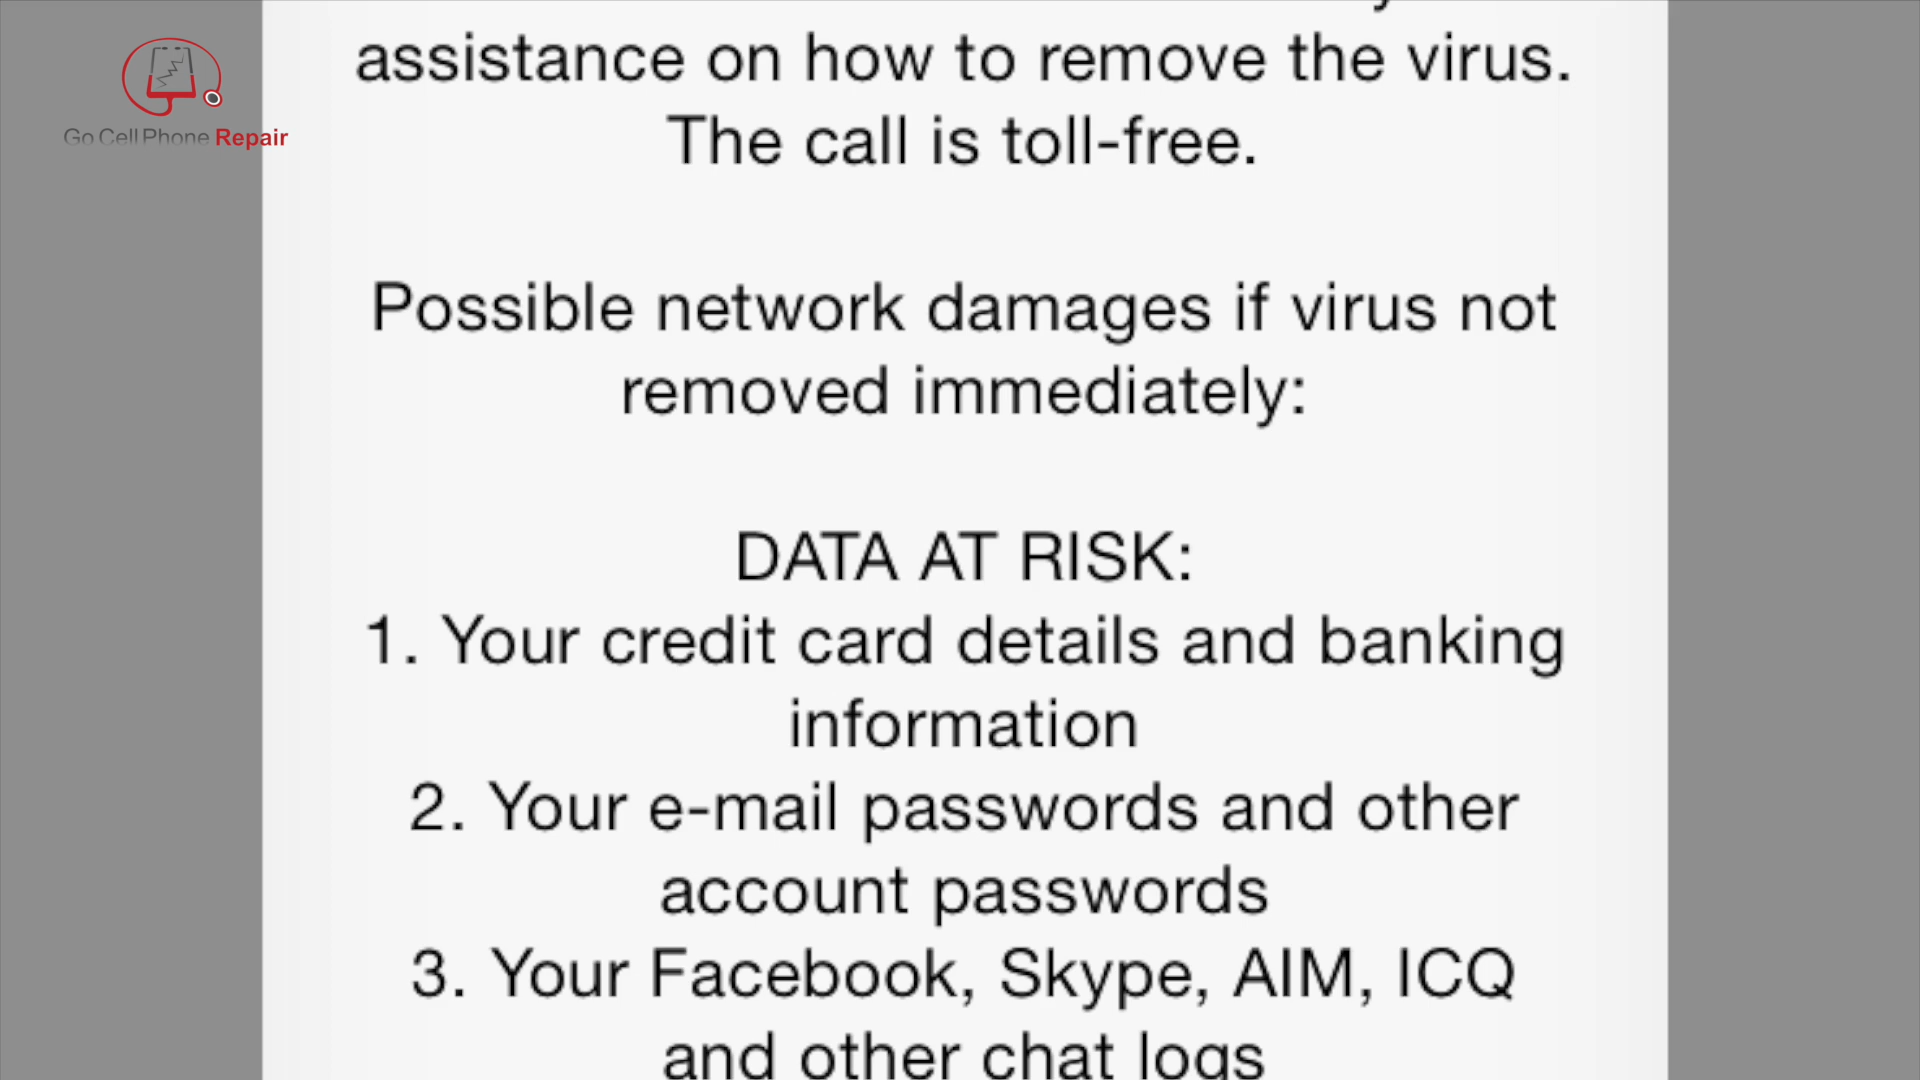 Go Cell Phone Repair
assistance on how to remove the virus.
The call is toll-free.
Possible network damages if virus not
removed immediately:
DATA AT RISK:
1. Your credit card details and banking
information
2. Your e-mail passwords and other
account passwords
3. Your Facebook, Skype, AIM, ICQ
and other chat logs